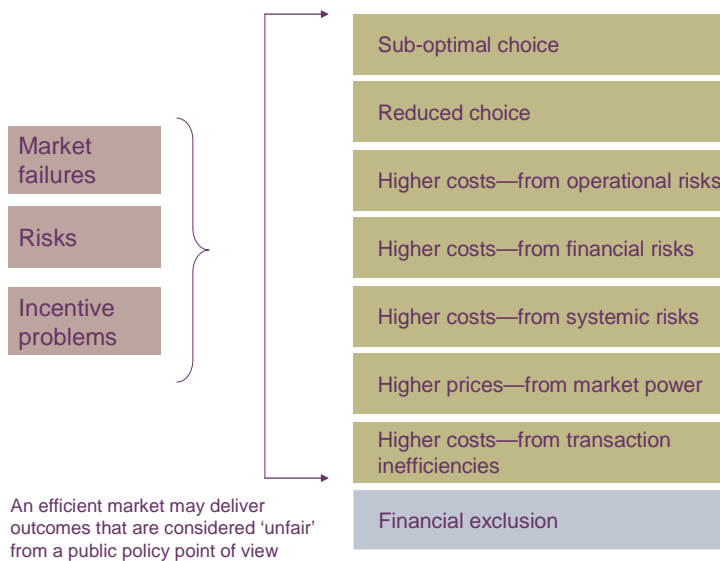 Market
failures
Risks
Incentive
problems
An efficient market may deliver
outcomes that are considered ‘unfair’
from a public policy point of view
Sub-optimal choice
Reduced choice
Higher costs—from operational risks
Higher costs—from financial risks
Higher costs—from systemic risks
Higher prices—from market power
Higher costs—from transaction
inefficiencies
Financial exclusion